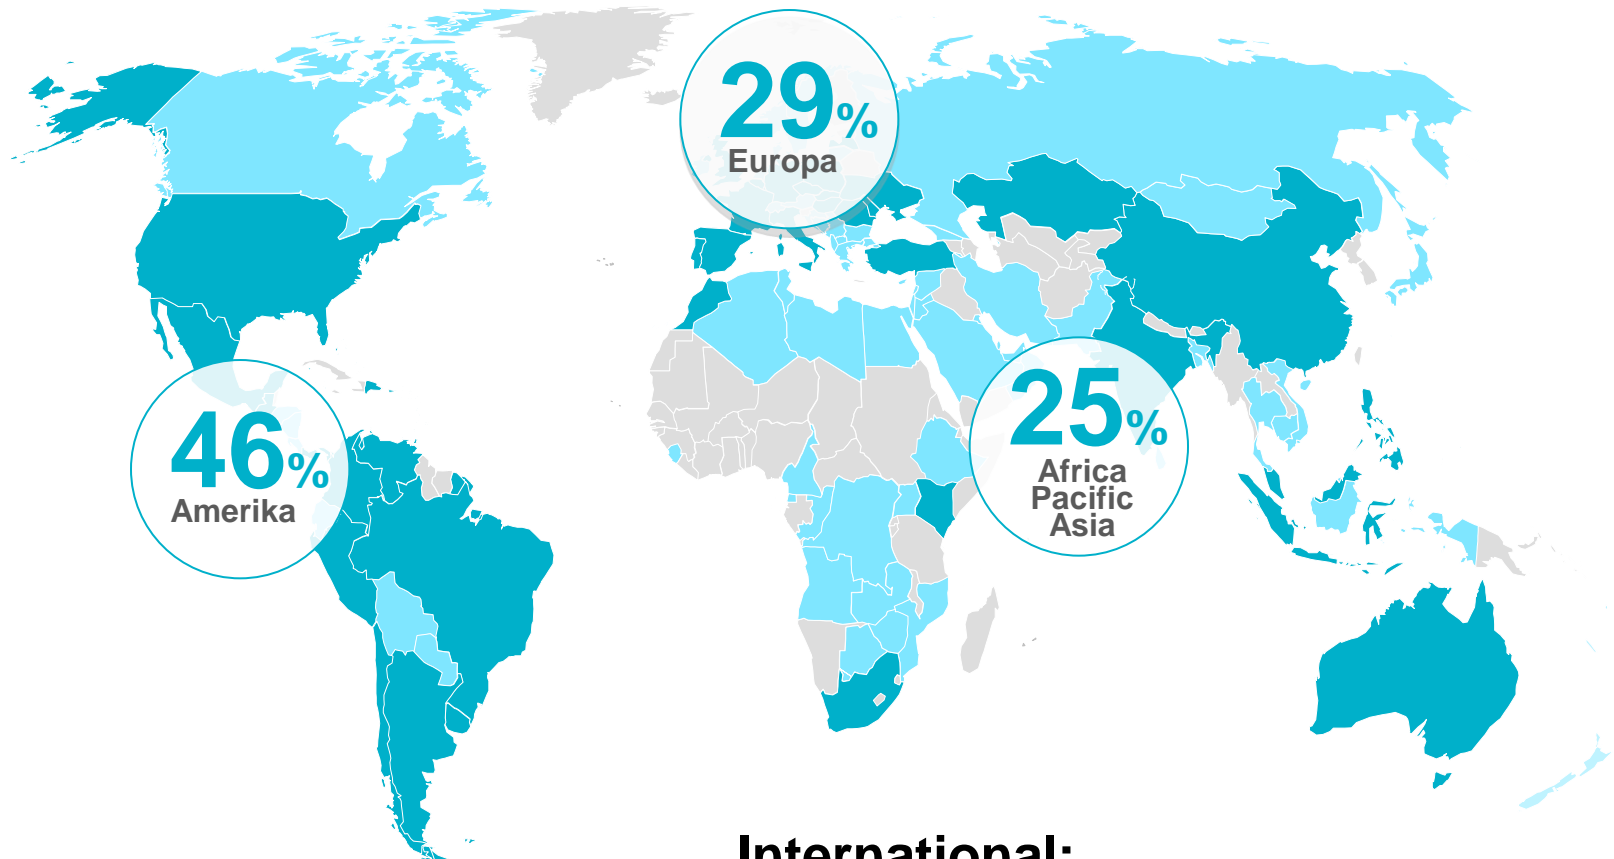 29%
Europa
46%
Amerika
25%
Africa
Pacific
Asia
International: